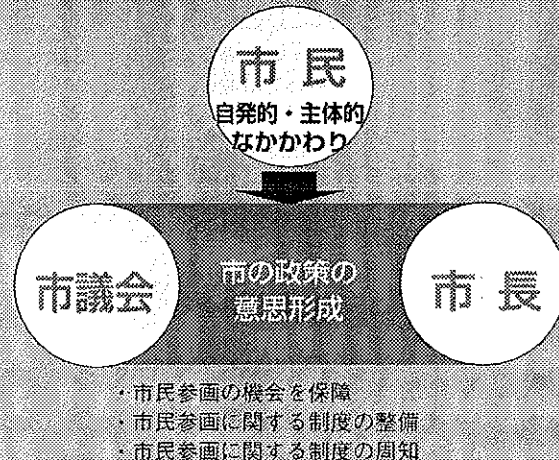 市 民
自発的・主体的
なかかわり
市議会
市の政策の
意思形成
市 長
・市民参画の機会を保障
・市民参画に関する制度の整備
・市民参画に関する制度の周知